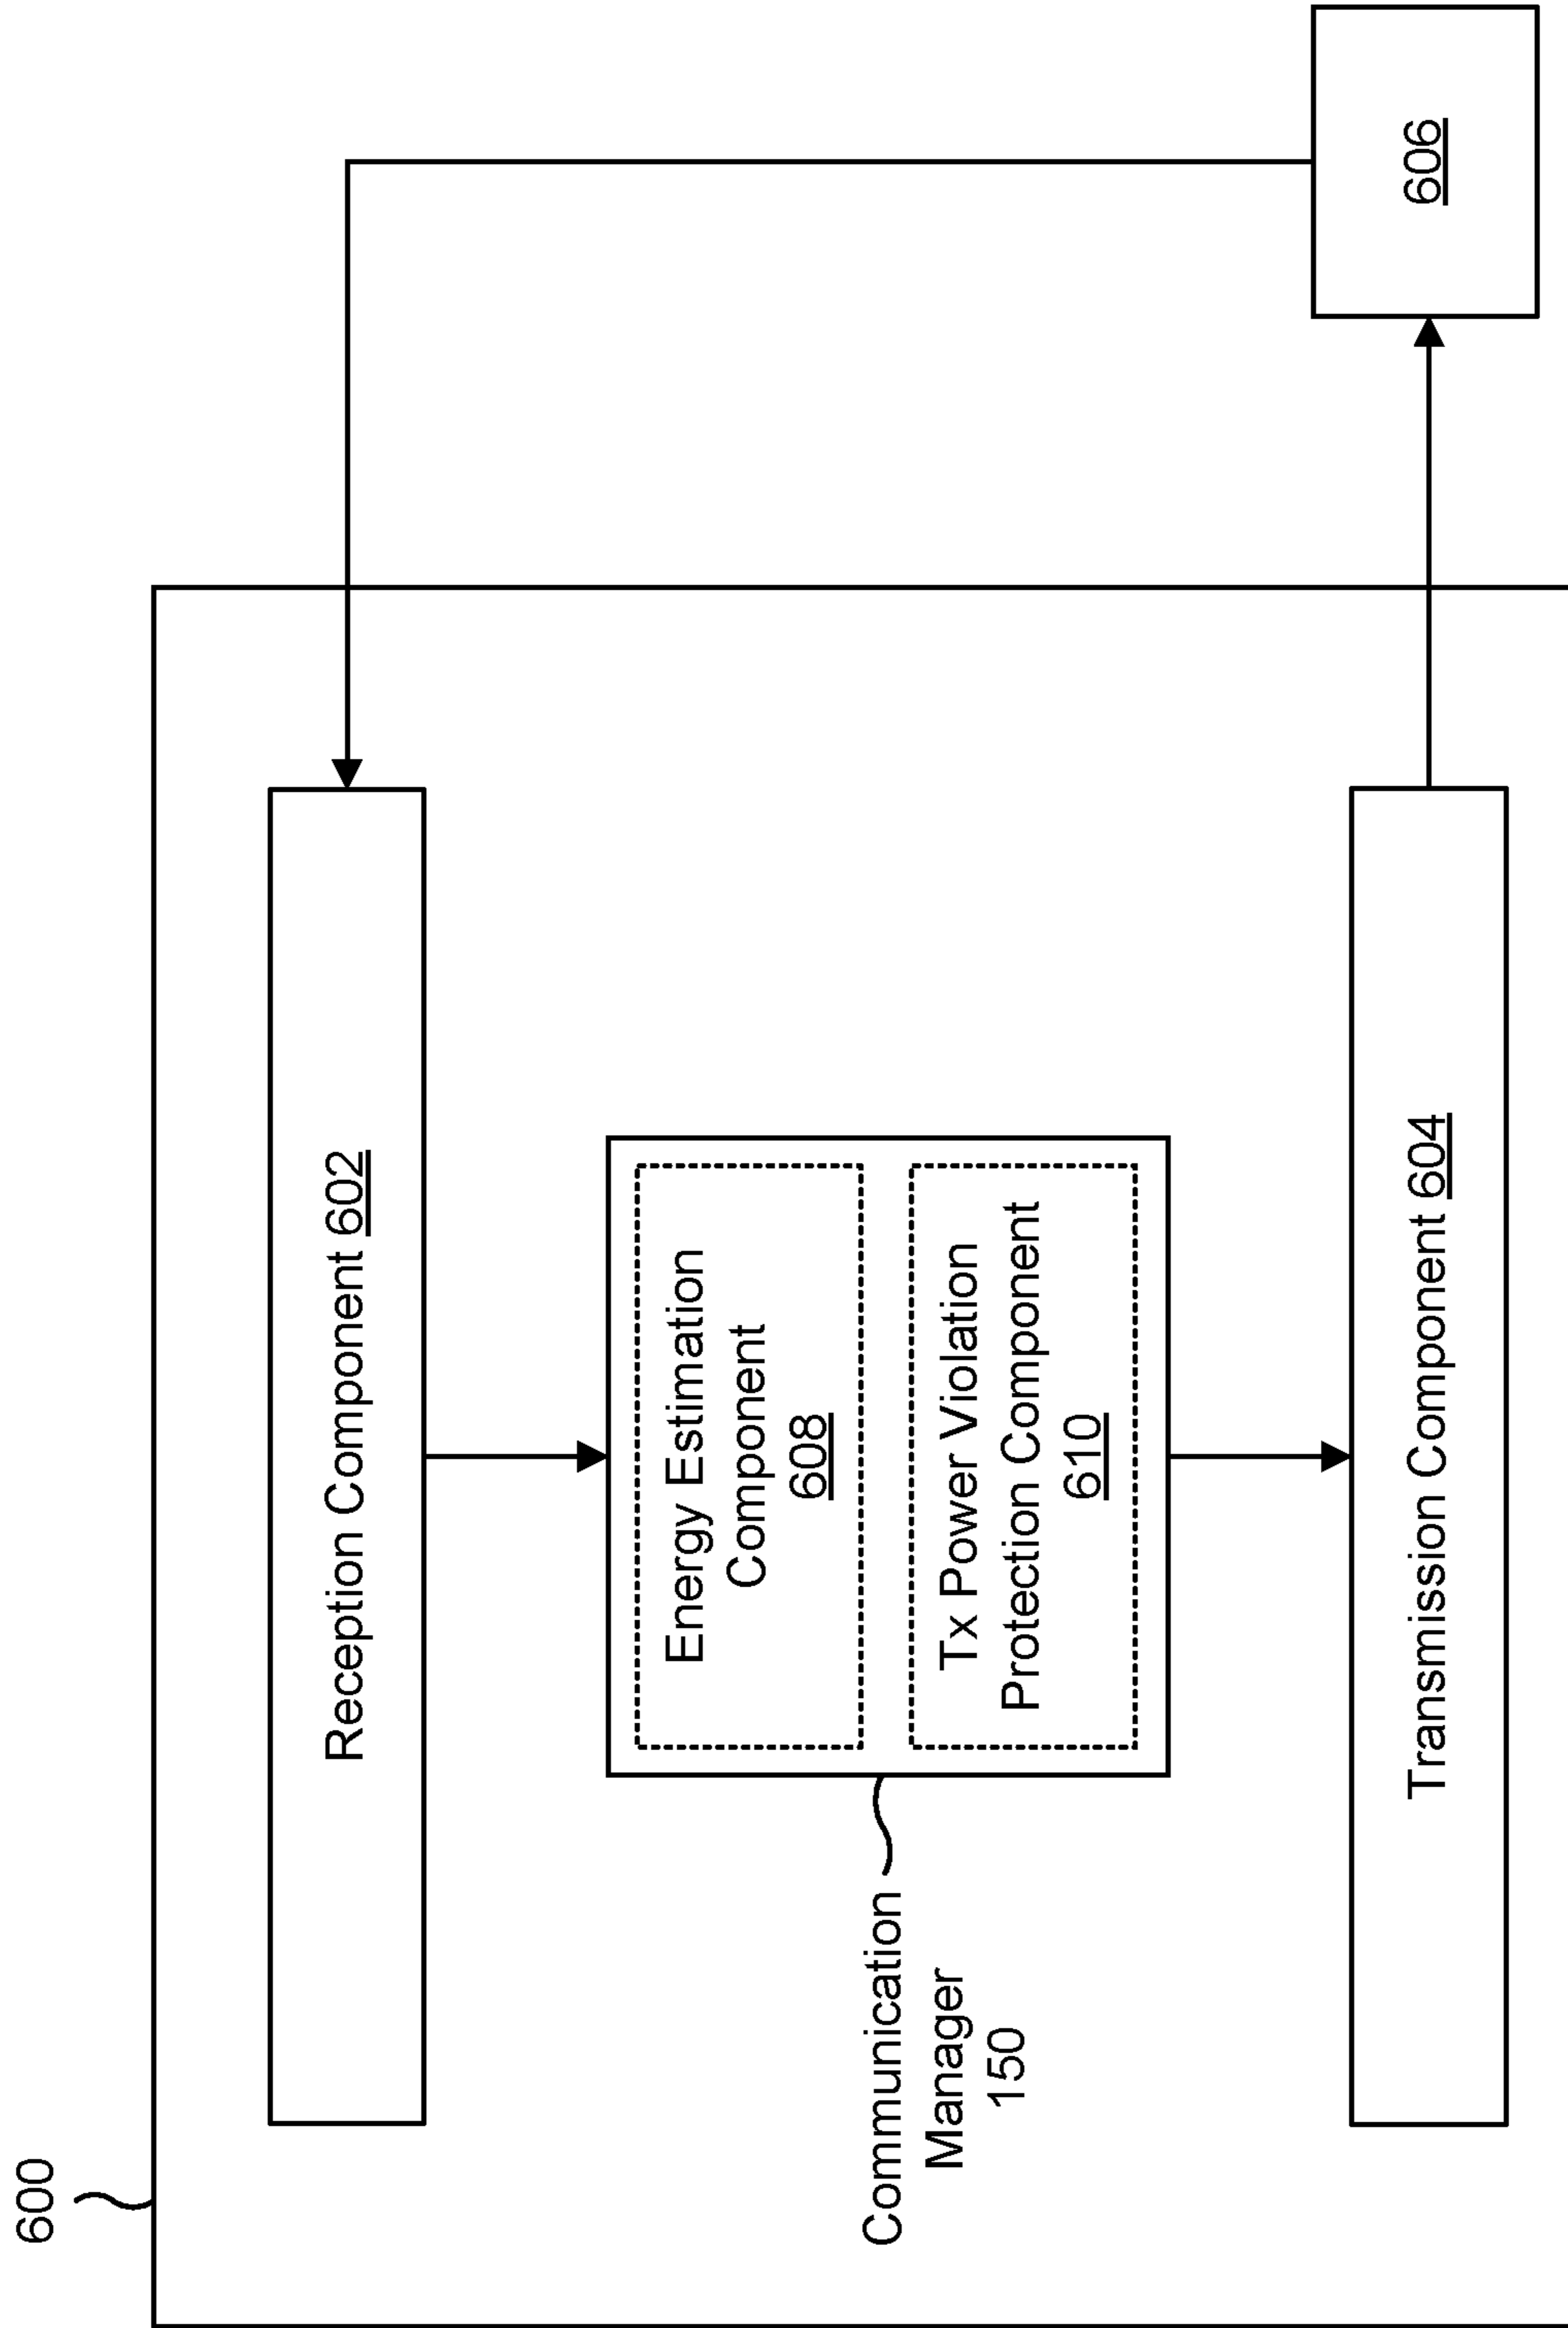 600
Reception Component 602
606
Energy Estimation
Component
608
Tx Power Violation
Protection Component
610
Communication
Manager
150
Transmission Component 604